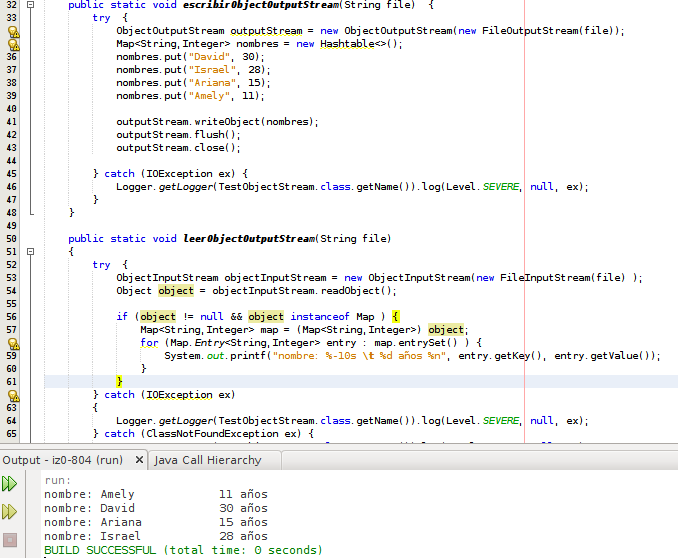 32 public static void escribirObjectOutputStream(String file) {
33 try {
ObjectOutputStream outputStream = new ObjectOutputStream(new FileOutputStream(file));
Map<String,Integer> nombres = new Hashtable<>();
36 nombres.put("David", 30);
37 nombres.put("Israel", 28);
38 nombres.put("Ariana", 15);
39 nombres.put("Amely", 11);
40
41 outputStream.writeObject(nombres);
42 outputStream.flush();
43 outputStream.close();
44
45 } catch (IOException ex) {
46 Logger.getLogger(TestObjectStream.class.getName()).log(Level.SEVERE, null, ex);
47 }
48 }
49
50 public static void leerObjectOutputStream(String file)
51 {
52 try {
53 ObjectInputStream objectInputStream = new ObjectInputStream(new FileInputStream(file) );
54 Object object = objectInputStream.readObject();
55
56 if (object != null && object instanceof Map ) {
57 Map<String,Integer> map = (Map<String,Integer>) object;
for (Map.Entry<String,Integer> entry : map.entrySet() ) {
59 System.out.printf("nombre: %-10s \t %d años %n", entry.getKey(), entry.getValue());
60 }
61 }
} catch (IOException ex)
63 {
64 Logger.getLogger(TestObjectStream.class.getName()).log(Level.SEVERE, null, ex);
65 } catch (ClassNotFoundException ex) {
Output - iz0-804 (run) × Java Call Hierarchy
run:
nombre: Amely 11 años
nombre: David 30 años
nombre: Ariana 15 años
nombre: Israel 28 años
BUILD SUCCESSFUL (total time: 0 seconds)